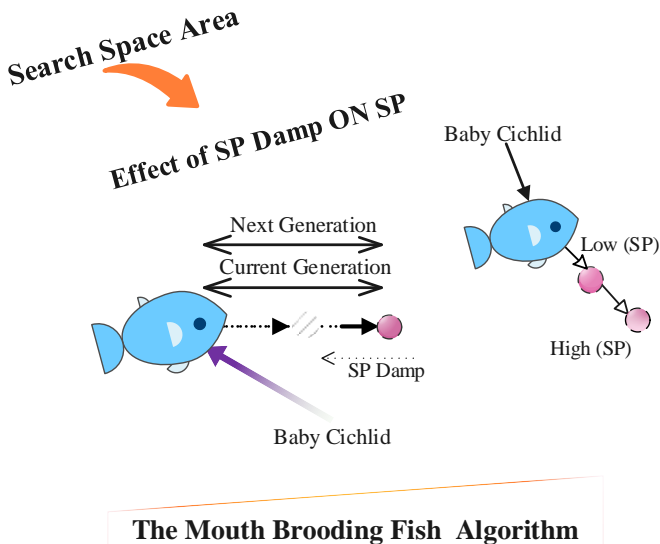 Search Space Area
Effect of SP Damp ON SP
Baby Cichlid
Next Generation
Low (SP)
Current Generation
High (SP)
SP Damp
Baby Cichlid
The Mouth Brooding Fish Algorithm